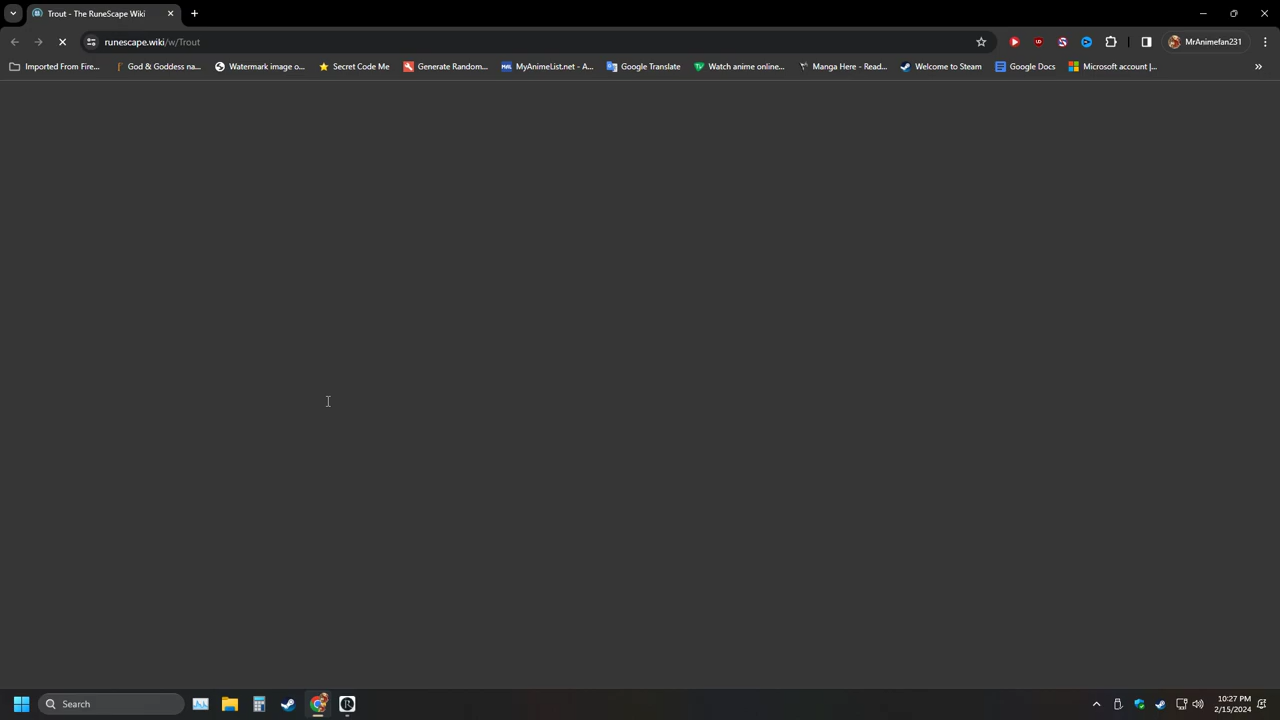 Trout - The RuneScape Wiki
runescape.wiki/w/Trout
MrAnimefan231
Imported From Fire...
God & Goddess na...
Watermark image o...
Secret Code Me
Generate Random...
MyAnimeList.net - A...
Google Translate
Watch anime online...
Manga Here - Read...
Welcome to Steam
Google Docs
Microsoft account |...
Search
10:27 PM
2/15/2024